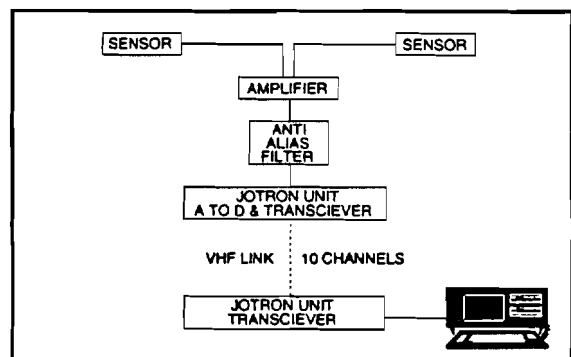 SENSOR
SENSOR
AMPLIFIER
ANTI
ALIAS
FILTER
JOTRON UNIT
A TO D & TRANSCIEVER
VHF LINK
10 CHANNELS
JOTRON UNIT
TRANSCIEVER